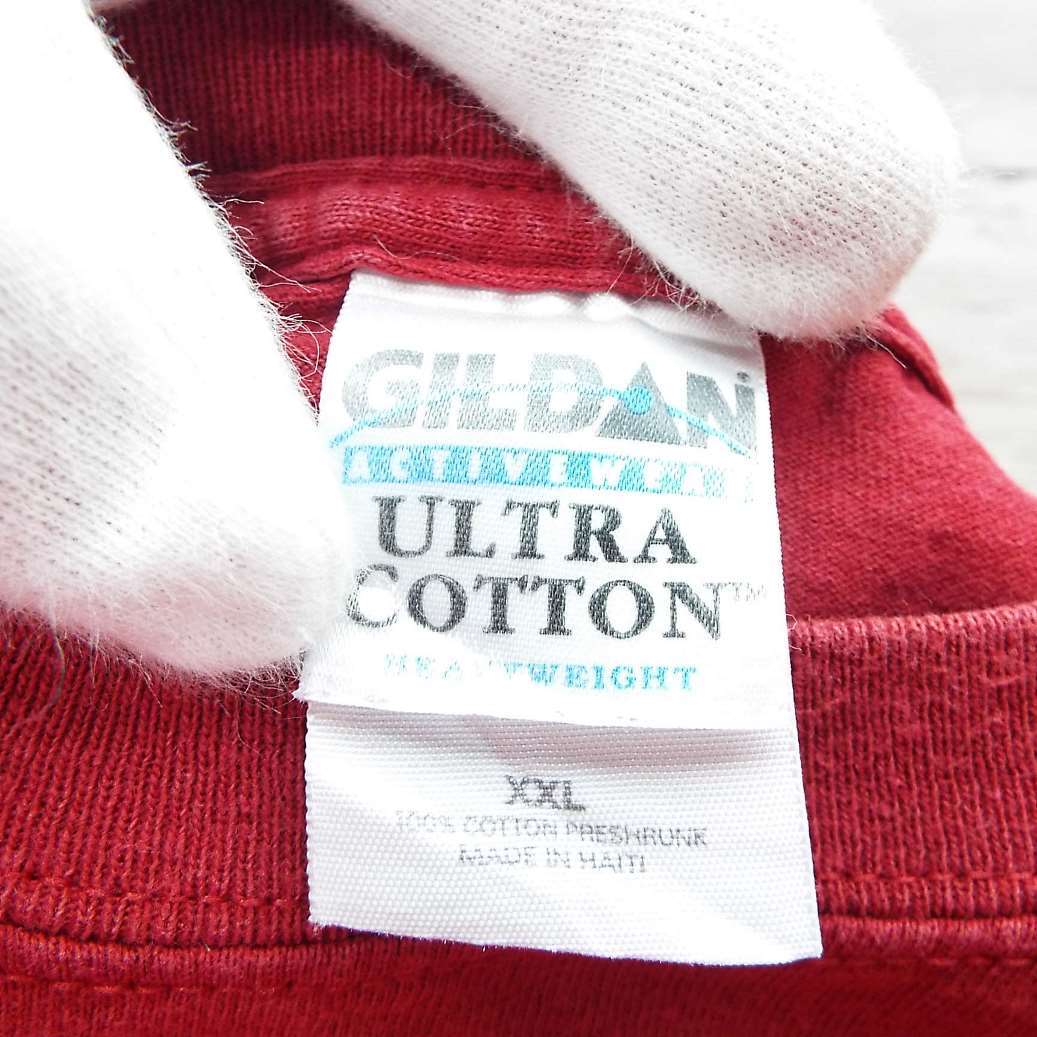 GILDAN
ACTIVEWEAR
ULTRA
COTTON™
HEAVYWEIGHT
XXL
100% COTTON PRESHRUNK
MADE IN HAITI